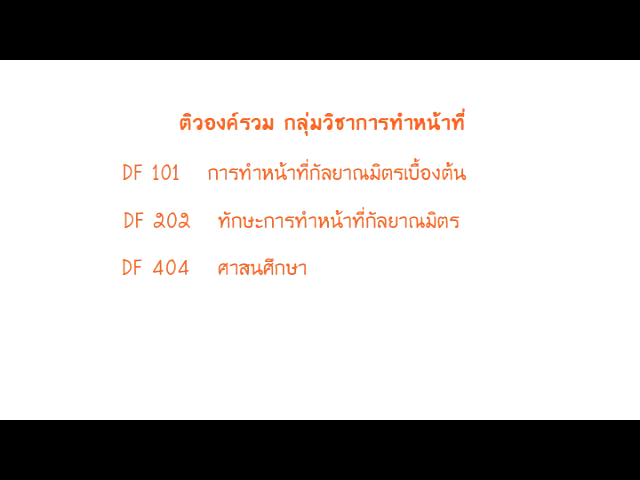 ติวองค์รวม กลุ่มวิชาการทำหน้าที่
DF 101 การทำหน้าที่กัลยาณมิตรเบื้องต้น
DF 202 ทักษะการทำหน้าที่กัลยาณมิตร
DF 404 ศาสนศึกษา